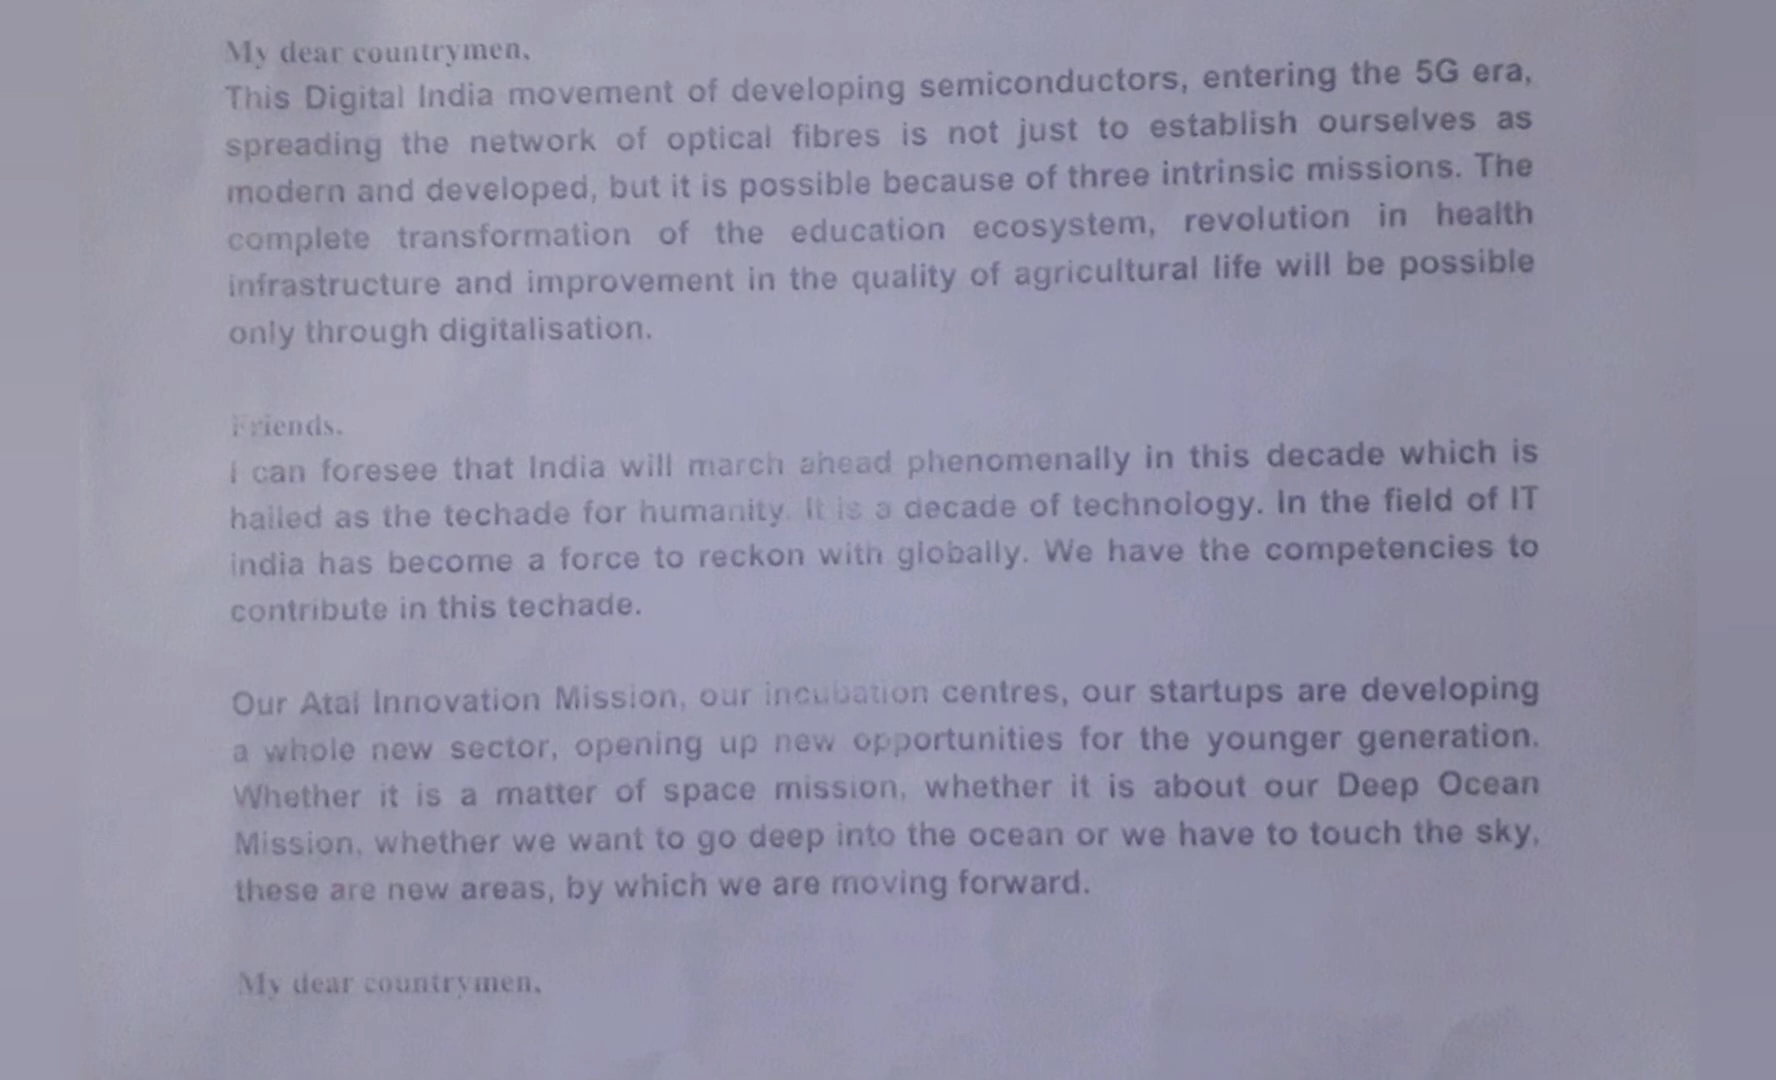 My dear countrymen,
This Digital India movement of developing semiconductors, entering the 5G era,
spreading the network of optical fibres is not just to establish ourselves as
modern and developed, but it is possible because of three intrinsic missions. The
complete transformation of the education ecosystem, revolution in health
infrastructure and improvement in the quality of agricultural life will be possible
only through digitalisation.
Friends,
I can foresee that India will march ahead phenomenally in this decade which is
hailed as the techade for humanity. It is a decade of technology. In the field of IT
India has become a force to reckon with globally. We have the competencies to
contribute in this techade.
Our Atal Innovation Mission, our incubation centres, our startups are developing
a whole new sector, opening up new opportunities for the younger generation.
Whether it is a matter of space mission, whether it is about our Deep Ocean
Mission, whether we want to go deep into the ocean or we have to touch the sky,
these are new areas, by which we are moving forward.
My dear countrymen,